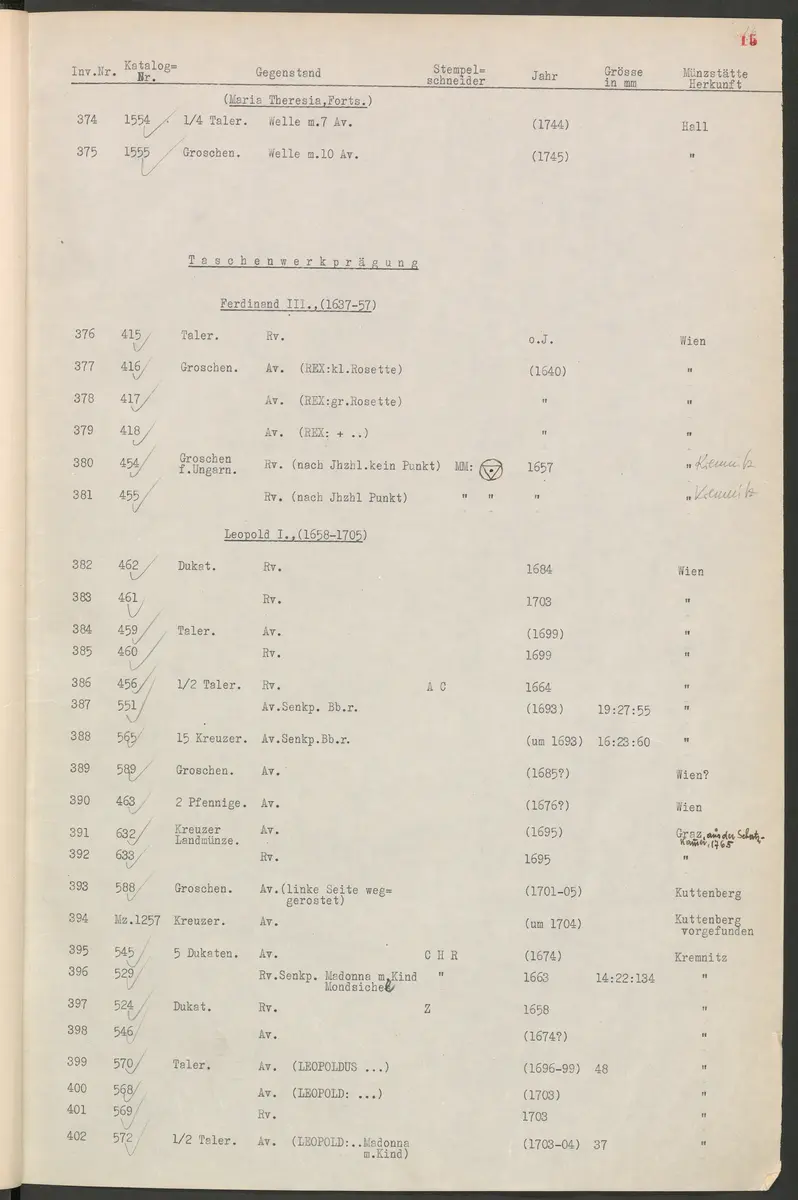 15
Inv.Nr. Katalog= Nr. Gegenstand Stempel= schneider Jahr Grösse in mm Münzstätte Herkunft
(Maria Theresia,Forts.)
374 1554 1/4 Taler. Welle m.7 Av. (1744) Hall
375 1555 Groschen. Welle m.10 Av. (1745) "
Taschenwerkprägung
Ferdinand III.,(1637-57)
376 415 Taler. Rv. o.J. Wien
377 416 Groschen. Av. (REX:kl.Rosette) (1640) "
378 417 Av. (REX:gr.Rosette) " "
379 418 Av. (REX: + ..) " "
380 454 Groschen f.Ungarn. Rv. (nach Jhzhl.kein Punkt) MM: 1657 " Kremnitz
381 455 Rv. (nach Jhzhl Punkt) " " " " Kremnitz
Leopold I.,(1658-1705)
382 462 Dukat. Rv. 1684 Wien
383 461 Rv. 1703 "
384 459 Taler. Av. (1699) "
385 460 Rv. 1699 "
386 456 1/2 Taler. Rv. A C 1664 "
387 551 Av.Senkp. Bb.r. (1693) 19:27:55 "
388 565 15 Kreuzer. Av.Senkp.Bb.r. (um 1693) 16:23:60 "
389 589 Groschen. Av. (1685?) Wien?
390 463 2 Pfennige. Av. (1676?) Wien
391 632 Kreuzer Landmünze. Av. (1695) Graz, aus der Schatz- kamer, 1765
392 633 Rv. 1695 "
393 588 Groschen. Av.(linke Seite weg= gerostet) (1701-05) Kuttenberg
394 Mz.1257 Kreuzer. Av. (um 1704) Kuttenberg vorgefunden
395 545 5 Dukaten. Av. C H R (1674) Kremnitz
396 529 Rv.Senkp. Madonna m.Kind Mondsichel " 1663 14:22:134 "
397 524 Dukat. Rv. Z 1658 "
398 546 Av. (1674?) "
399 570 Taler. Av. (LEOPOLDUS ...) (1696-99) 48 "
400 568 Av. (LEOPOLD: ...) (1703) "
401 569 Rv. 1703 "
402 572 1/2 Taler. Av. (LEOPOLD:..Madonna m.Kind) (1703-04) 37 "